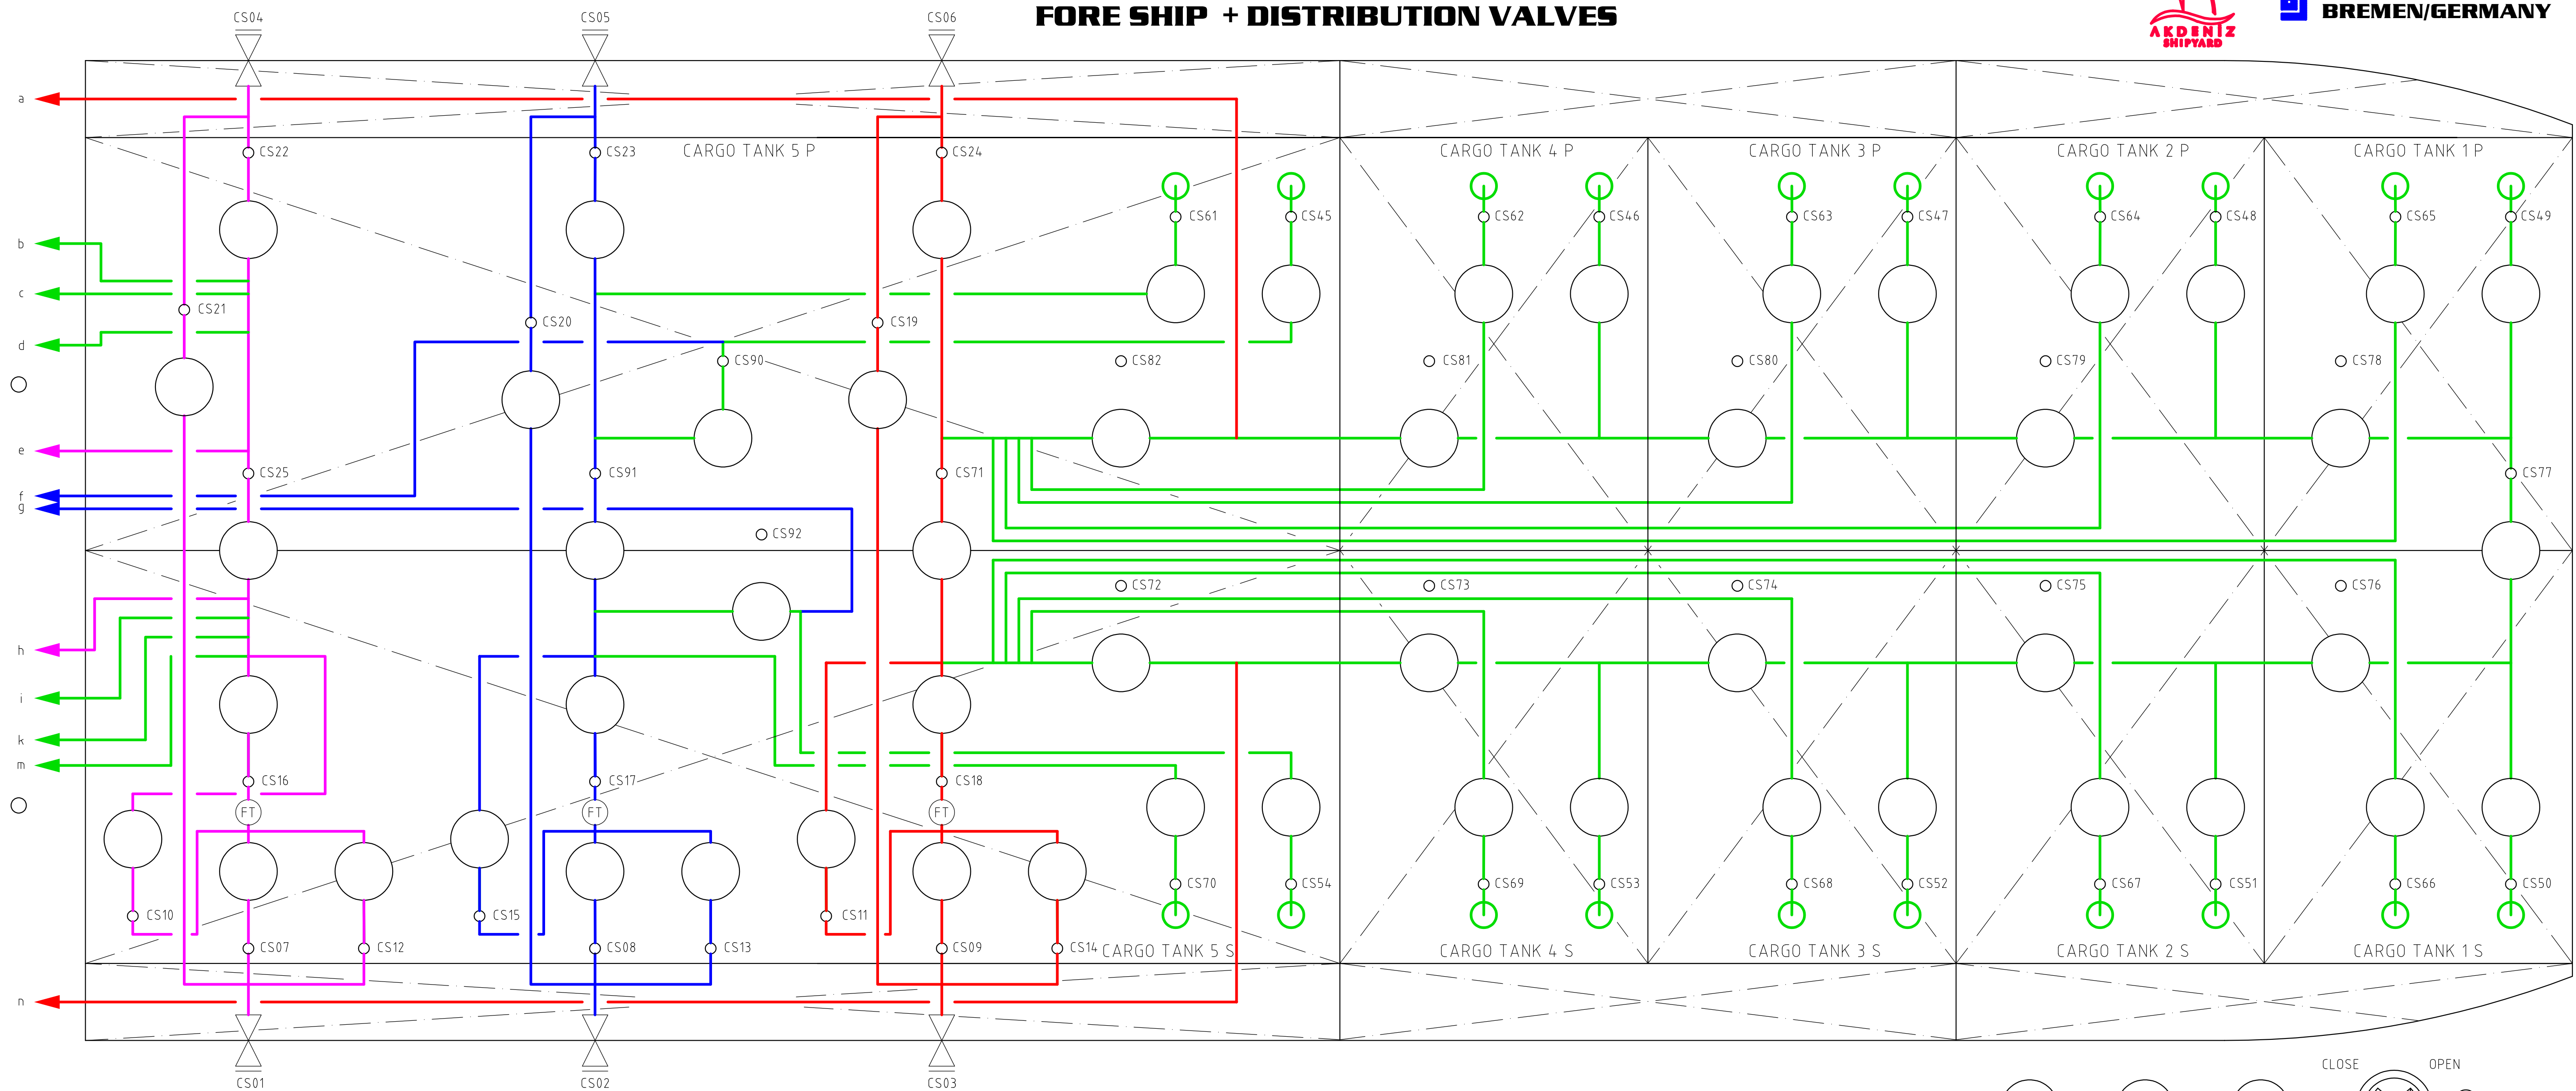 CS04 CS05 CS06
FORE SHIP + DISTRIBUTION VALVES
AKDENİZ
SHIPYARD
BREMEN/GERMANY
a
CS22 CS23 CARGO TANK 5 P CS24 CARGO TANK 4 P CARGO TANK 3 P CARGO TANK 2 P CARGO TANK 1 P
CS61 CS45 CS62 CS46 CS63 CS47 CS64 CS48 CS65 CS49
b
c
CS21 CS20 CS19
d
CS90 CS82 CS81 CS80 CS79 CS78
e
CS25 CS91 CS71 CS77
f
g
CS92
CS72 CS73 CS74 CS75 CS76
h
i
k
m
CS16 CS17 CS18
FT FT FT
CS70 CS54 CS69 CS53 CS68 CS52 CS67 CS51 CS66 CS50
CS10 CS15 CS11
CS07 CS12 CS08 CS13 CS09 CS14 CARGO TANK 5 S CARGO TANK 4 S CARGO TANK 3 S CARGO TANK 2 S CARGO TANK 1 S
n
CLOSE OPEN
CS01 CS02 CS03